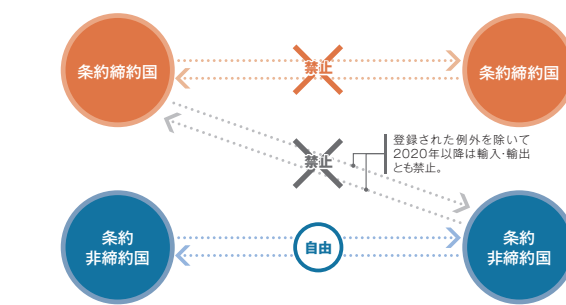 条約締約国
禁止
条約締約国
禁止
登録された例外を除いて
2020年以降は輸入・輸出
とも禁止。
条約
非締約国
自由
条約
非締約国